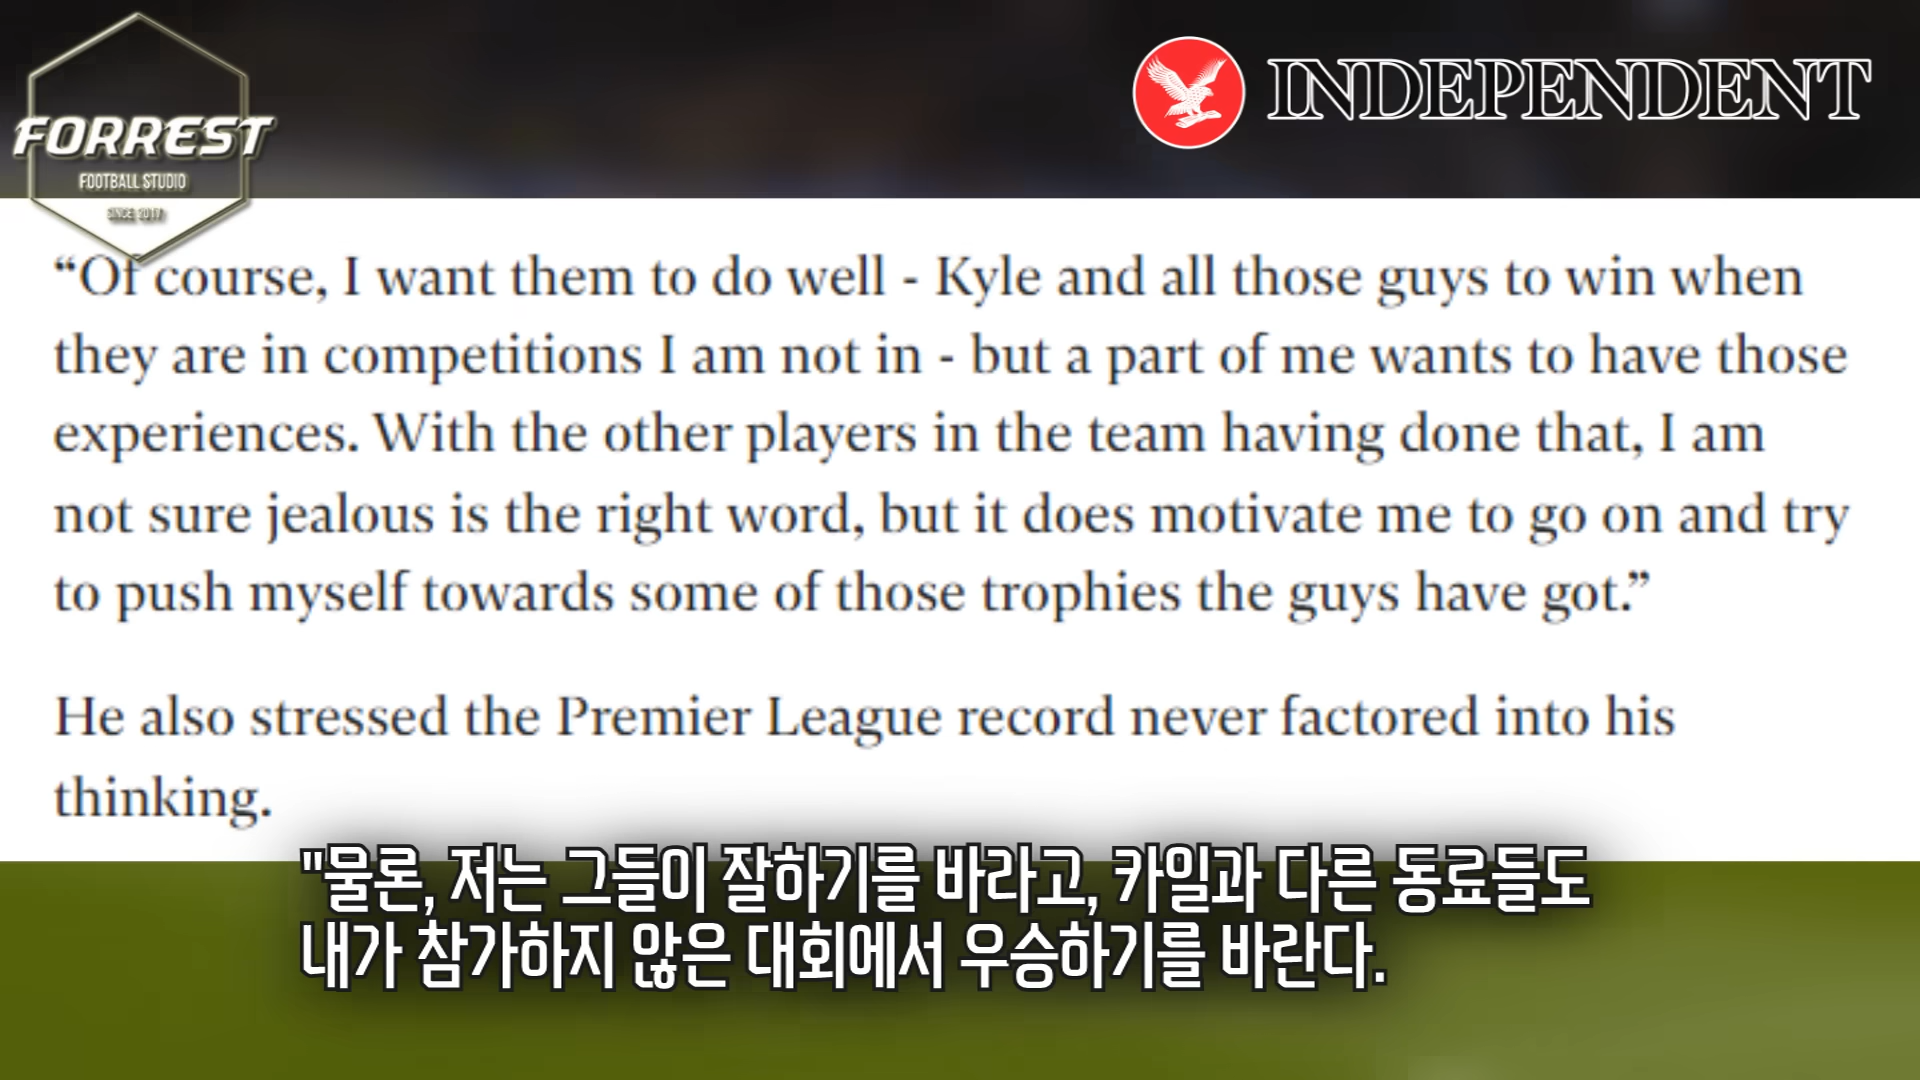 FORREST
FOOTBALL STUDIO
SINCE 2017
INDEPENDENT
“Of course, I want them to do well - Kyle and all those guys to win when
they are in competitions I am not in - but a part of me wants to have those
experiences. With the other players in the team having done that, I am
not sure jealous is the right word, but it does motivate me to go on and try
to push myself towards some of those trophies the guys have got.”
He also stressed the Premier League record never factored into his
thinking.
"물론, 저는 그들이 잘하기를 바라고, 카일과 다른 동료들도
내가 참가하지 않은 대회에서 우승하기를 바란다.